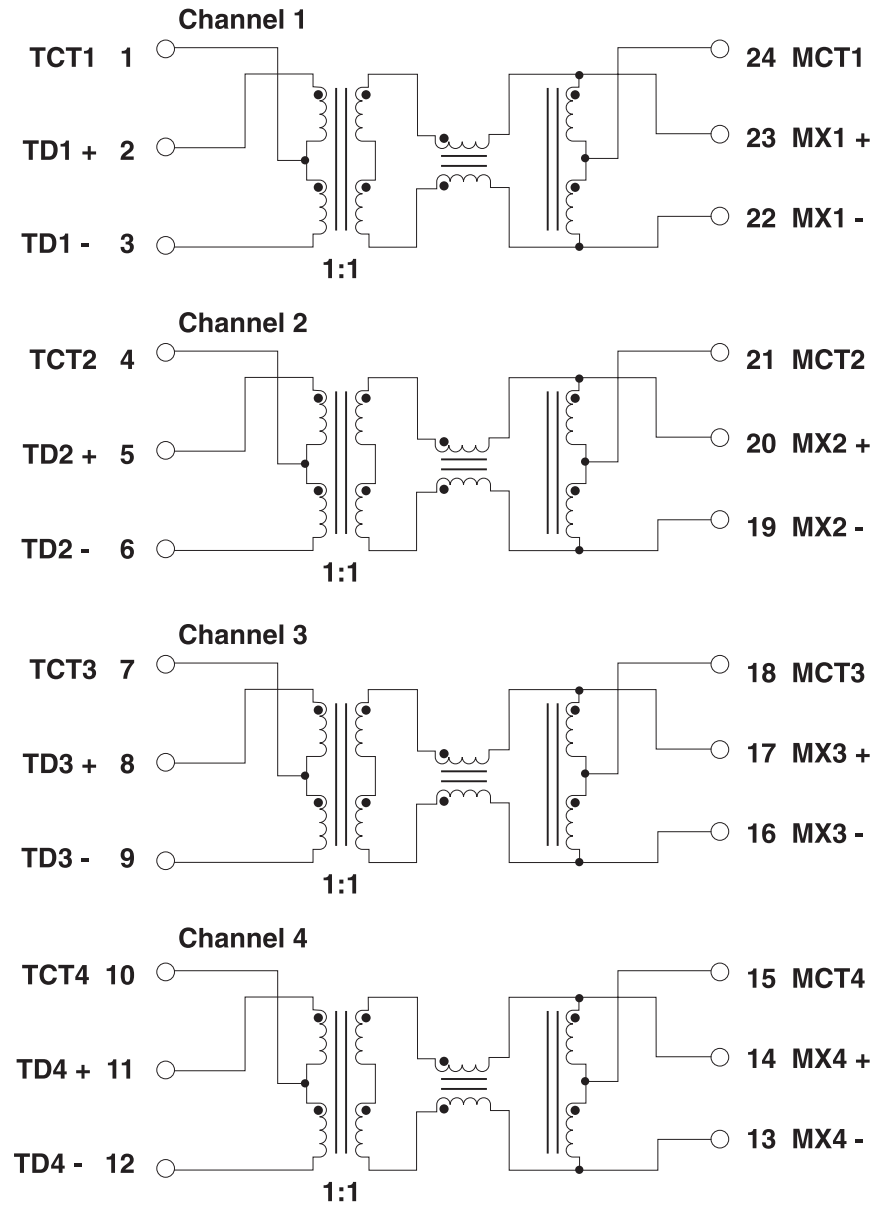 Channel 1
TCT1 1
24 MCT1
TD1 + 2
23 MX1 +
TD1 - 3
22 MX1 -
1:1
Channel 2
TCT2 4
21 MCT2
TD2 + 5
20 MX2 +
TD2 - 6
19 MX2 -
1:1
Channel 3
TCT3 7
18 MCT3
TD3 + 8
17 MX3 +
TD3 - 9
16 MX3 -
1:1
Channel 4
TCT4 10
15 MCT4
TD4 + 11
14 MX4 +
TD4 - 12
13 MX4 -
1:1